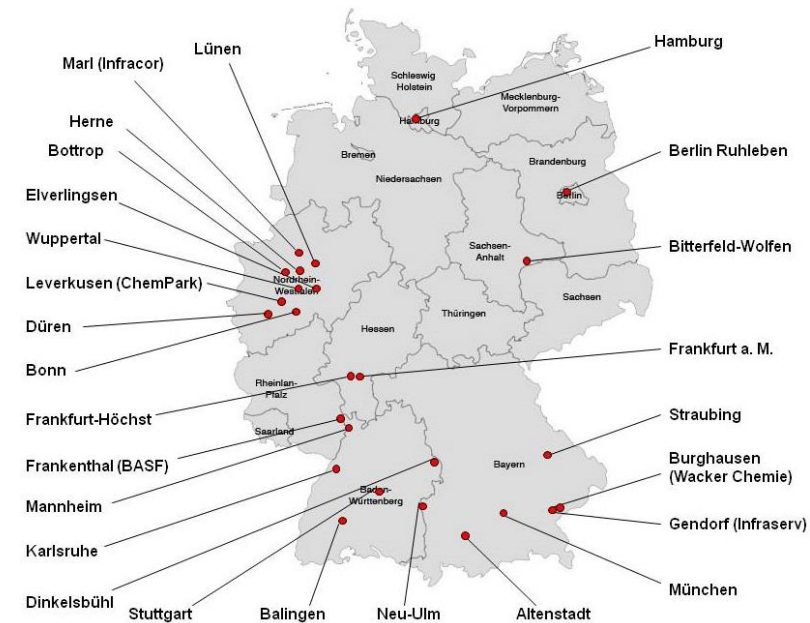 Lünen
Hamburg
Marl (Infracor)
Schleswig
Holstein
Mecklenburg-
Vorpommern
Herne
Hamburg
Bottrop
Bremen
Brandenburg
Berlin Ruhleben
Niedersachsen
Elverlingsen
Berlin
Wuppertal
Sachsen-
Anhalt
Bitterfeld-Wolfen
Leverkusen (ChemPark)
Nordrhein-
Westfalen
Sachsen
Düren
Hessen
Thüringen
Bonn
Frankfurt a. M.
Rheinlan-
Pfalz
Frankfurt-Höchst
Straubing
Saarland
Frankenthal (BASF)
Bayern
Burghausen
(Wacker Chemie)
Mannheim
Baden-
Württenberg
Gendorf (Infraserv)
Karlsruhe
München
Dinkelsbühl
Stuttgart
Balingen
Neu-Ulm
Altenstadt